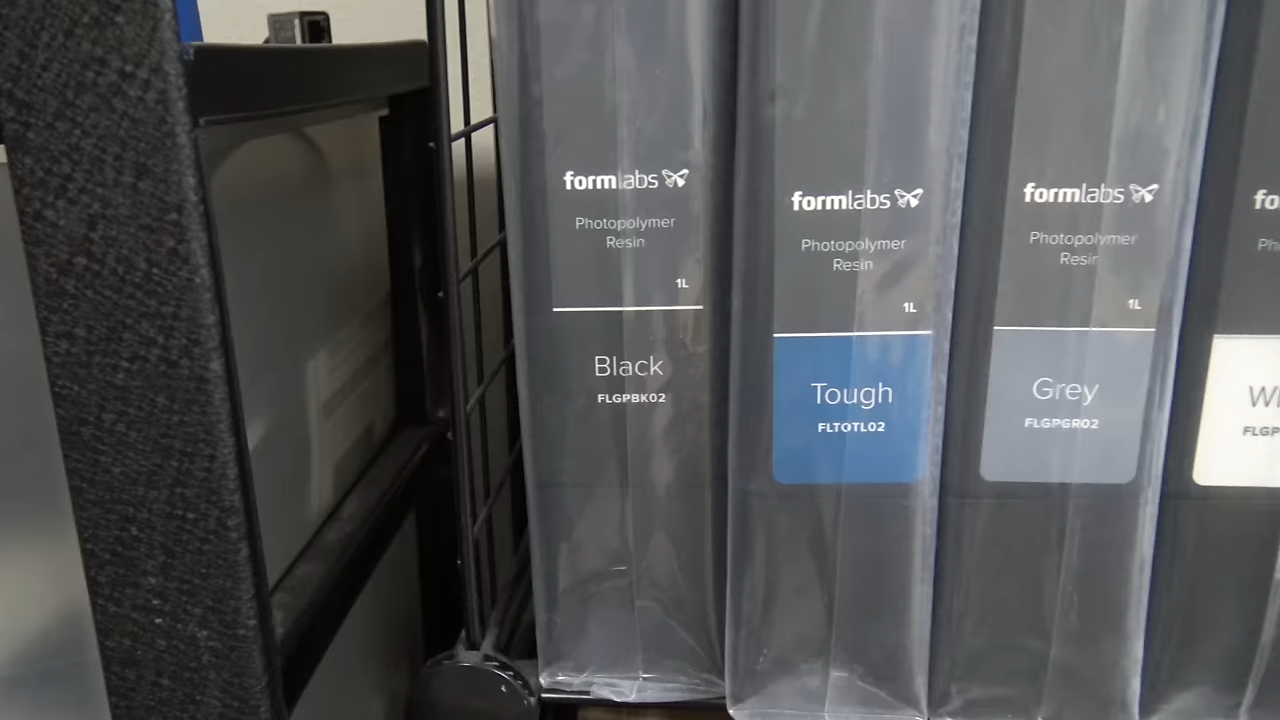 formlabs
Photopolymer
Resin
1L
Black
FLGPBK02
formlabs
Photopolymer
Resin
1L
Tough
FLTOTL02
formlabs
Photopolymer
Resin
1L
Grey
FLGPGR02